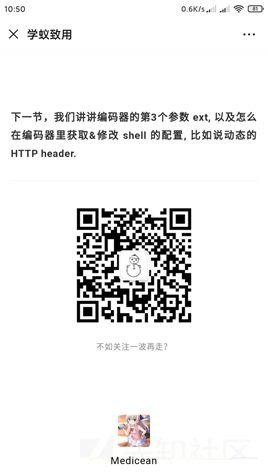 10:50
0.6K/s
81
学蚁致用
下一节，我们讲讲编码器的第3个参数 ext, 以及怎么
在编码器里获取&修改 shell 的配置, 比如说动态的
HTTP header.
不如关注一波再走？
Medicean
先知社区